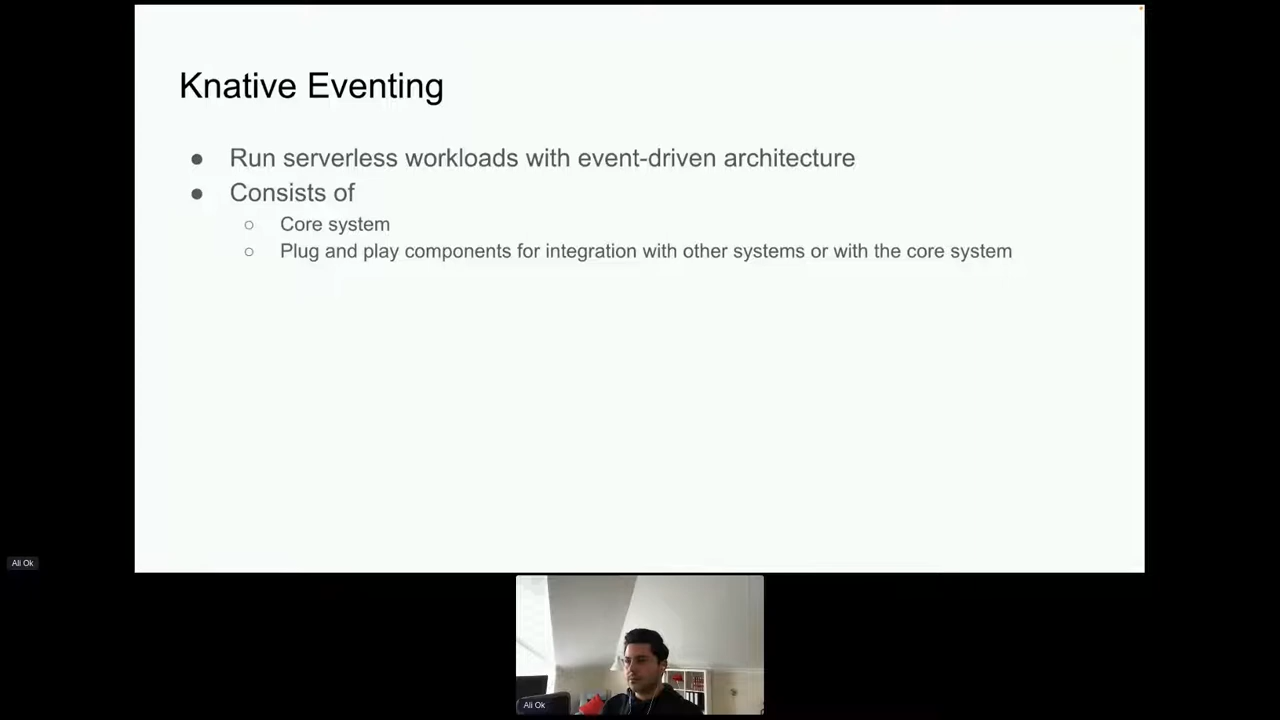 Knative Eventing
● Run serverless workloads with event-driven architecture
● Consists of
○ Core system
○ Plug and play components for integration with other systems or with the core system
Ali Ok
Ali Ok